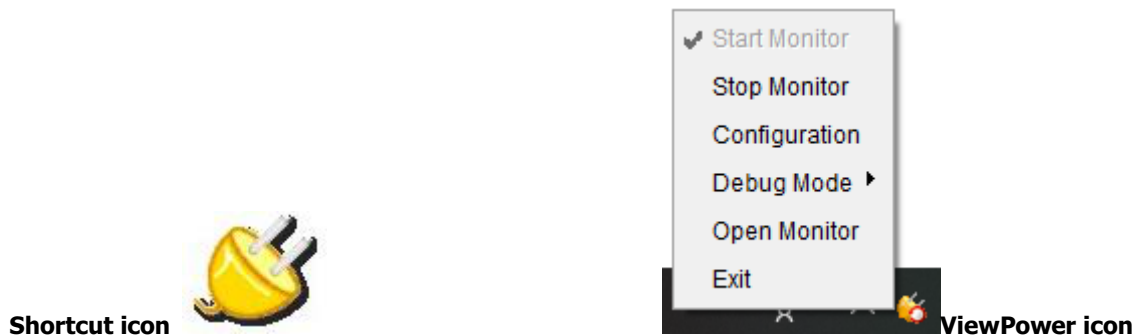 Start Monitor
Stop Monitor
Configuration
Debug Mode
Open Monitor
Exit
Shortcut icon
ViewPower icon